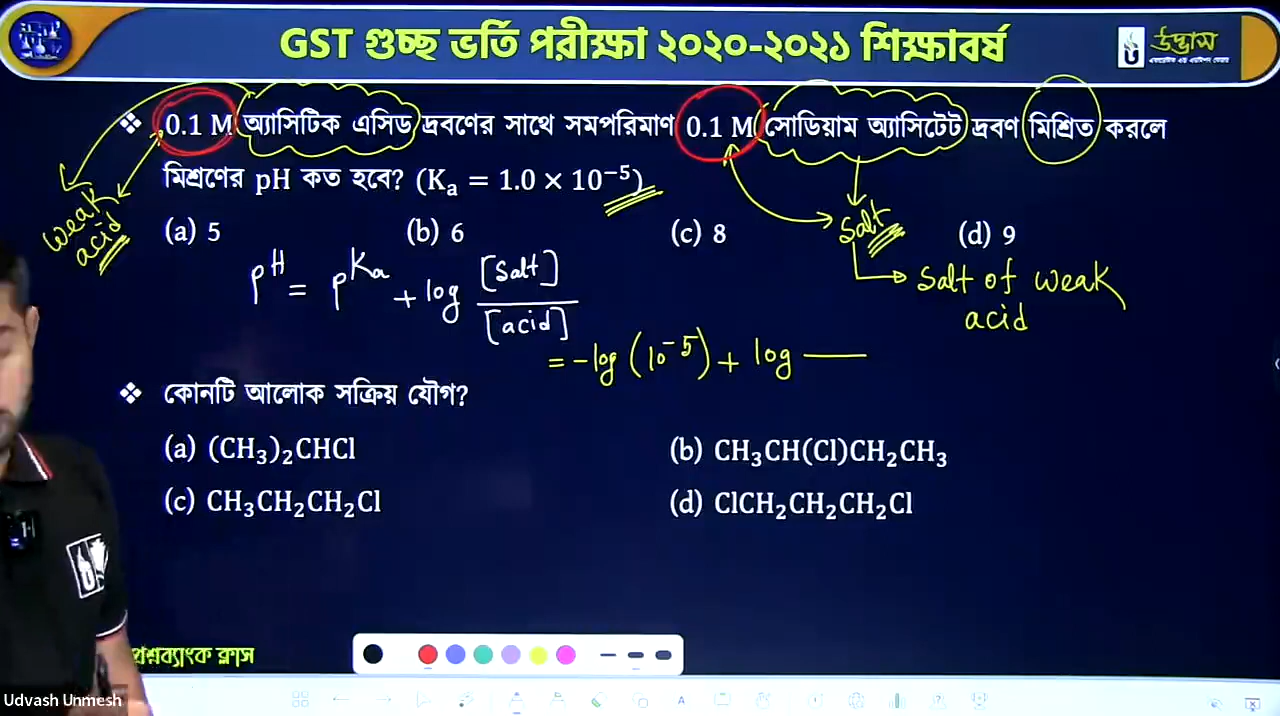 GST গুচ্ছ ভর্তি পরীক্ষা ২০২০-২০২১ শিক্ষাবর্ষ
উদ্ভাস
❖ 0.1 M অ্যাসিটিক এসিড দ্রবণের সাথে সমপরিমাণ 0.1 M সোডিয়াম অ্যাসিটেট দ্রবণ মিশ্রিত করলে
মিশ্রণের pH কত হবে? (Kₐ = 1.0 × 10⁻⁵)
weak acid
(a) 5 (b) 6 (c) 8 (d) 9
Salt
Salt of weak acid
pH = pKa + log [Salt] / [acid]
= -log (10⁻⁵) + log
❖ কোনটি আলোক সক্রিয় যৌগ?
(a) (CH₃)₂CHCl (b) CH₃CH(Cl)CH₂CH₃
(c) CH₃CH₂CH₂Cl (d) ClCH₂CH₂CH₂Cl
প্রশ্নব্যাংক ক্লাস
Udvash Unmesh